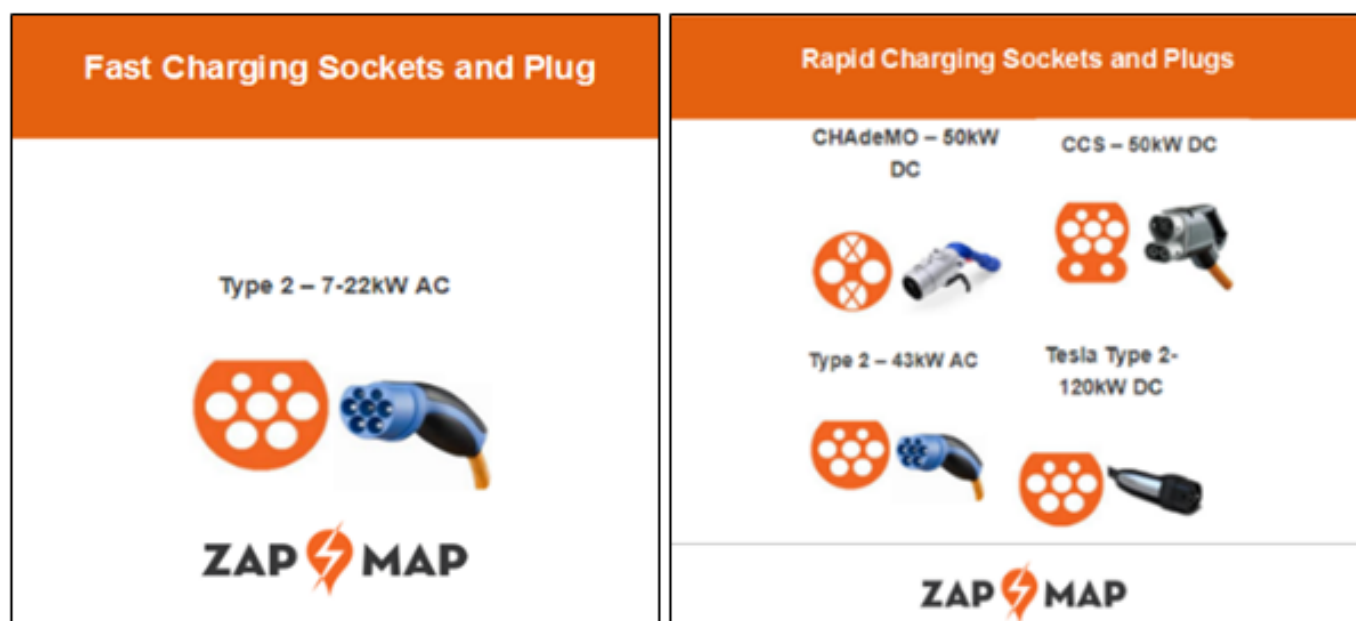 Fast Charging Sockets and Plug
Type 2 – 7-22kW AC
ZAP MAP
Rapid Charging Sockets and Plugs
CHAdeMO – 50kW
DC
CCS – 50kW DC
Type 2 – 43kW AC
Tesla Type 2-
120kW DC
ZAP MAP